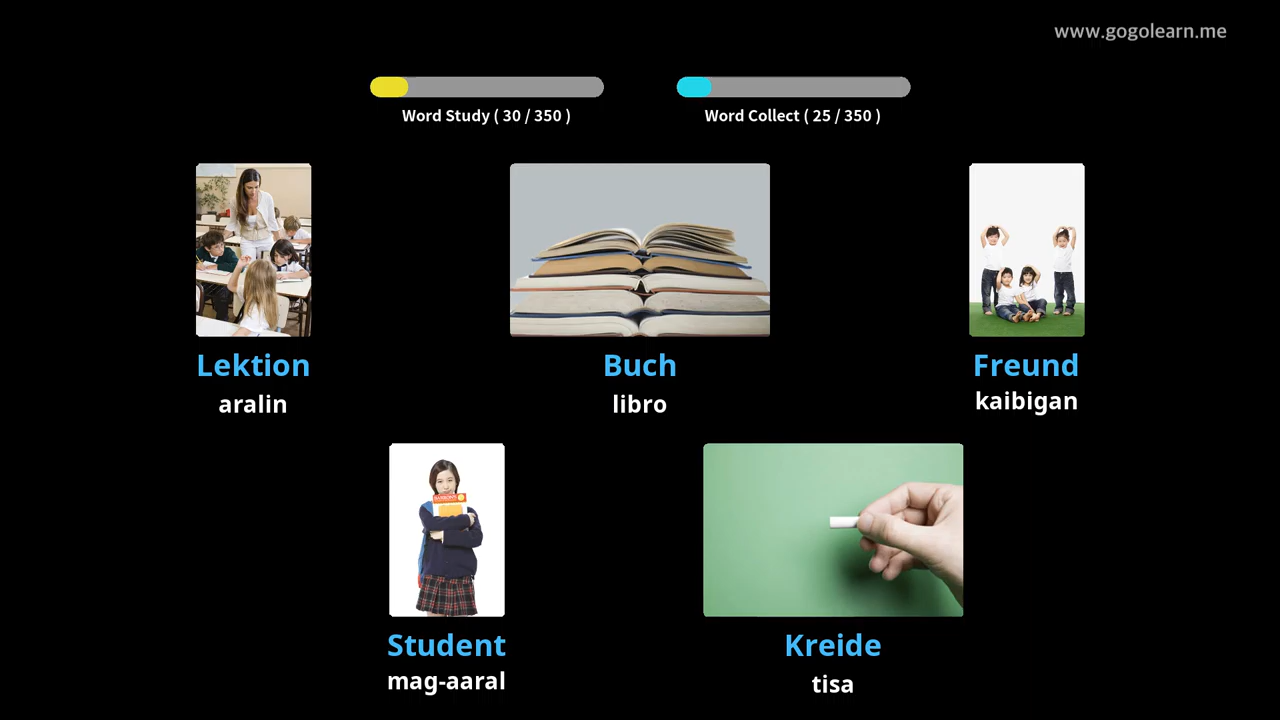 www.gogolearn.me
Word Study ( 30 / 350 )
Word Collect ( 25 / 350 )
Lektion
aralin
Buch
libro
Freund
kaibigan
Student
mag-aaral
Kreide
tisa